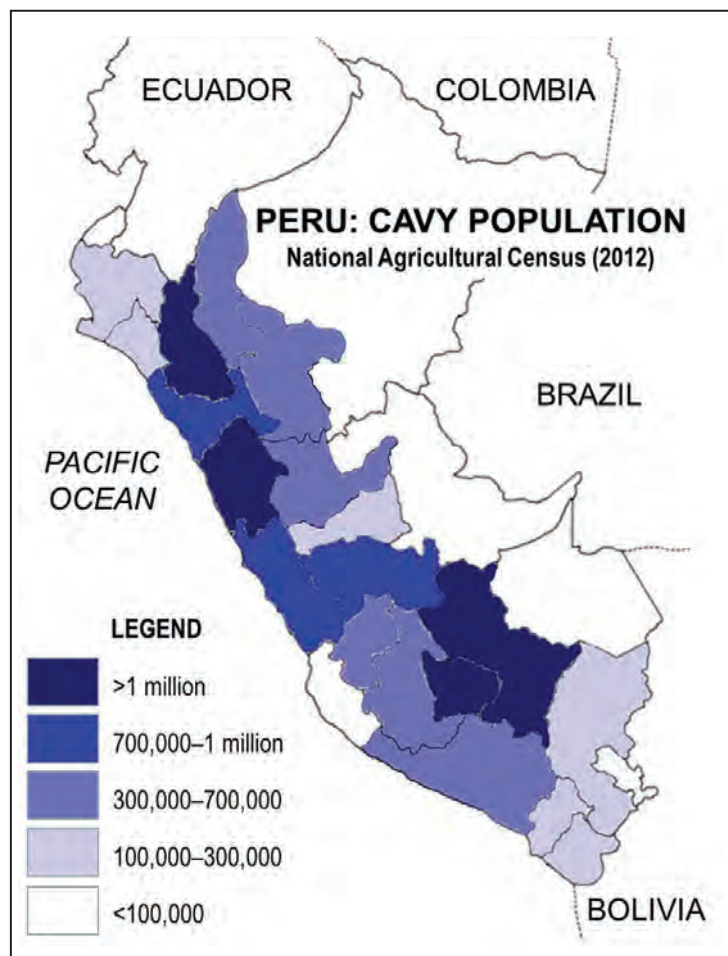 ECUADOR
COLOMBIA
PERU: CAVY POPULATION
National Agricultural Census (2012)
BRAZIL
PACIFIC
OCEAN
LEGEND
>1 million
700,000–1 million
300,000–700,000
100,000–300,000
<100,000
BOLIVIA